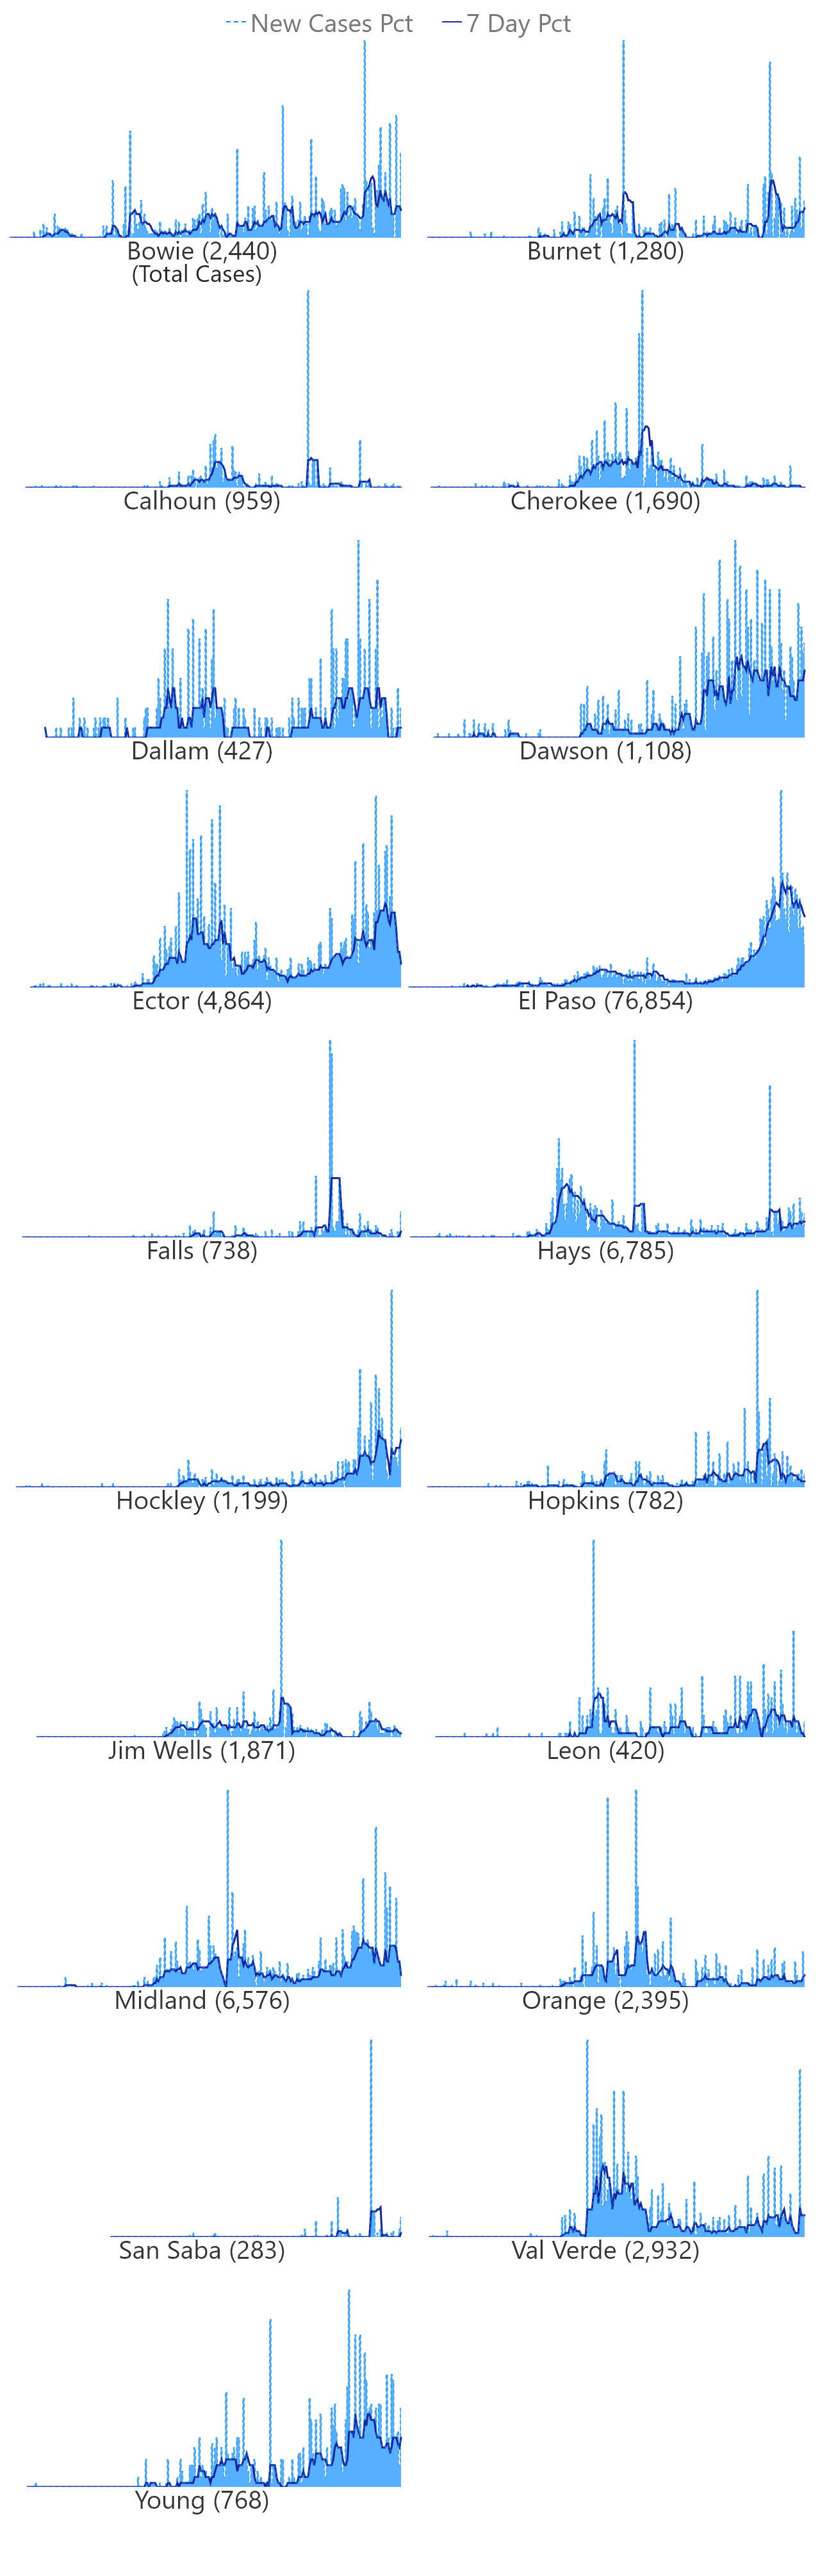 New Cases Pct 7 Day Pct
Bowie (2,440) Burnet (1,280)
(Total Cases)
Calhoun (959) Cherokee (1,690)
Dallam (427) Dawson (1,108)
Ector (4,864) El Paso (76,854)
Falls (738) Hays (6,785)
Hockley (1,199) Hopkins (782)
Jim Wells (1,871) Leon (420)
Midland (6,576) Orange (2,395)
San Saba (283) Val Verde (2,932)
Young (768)